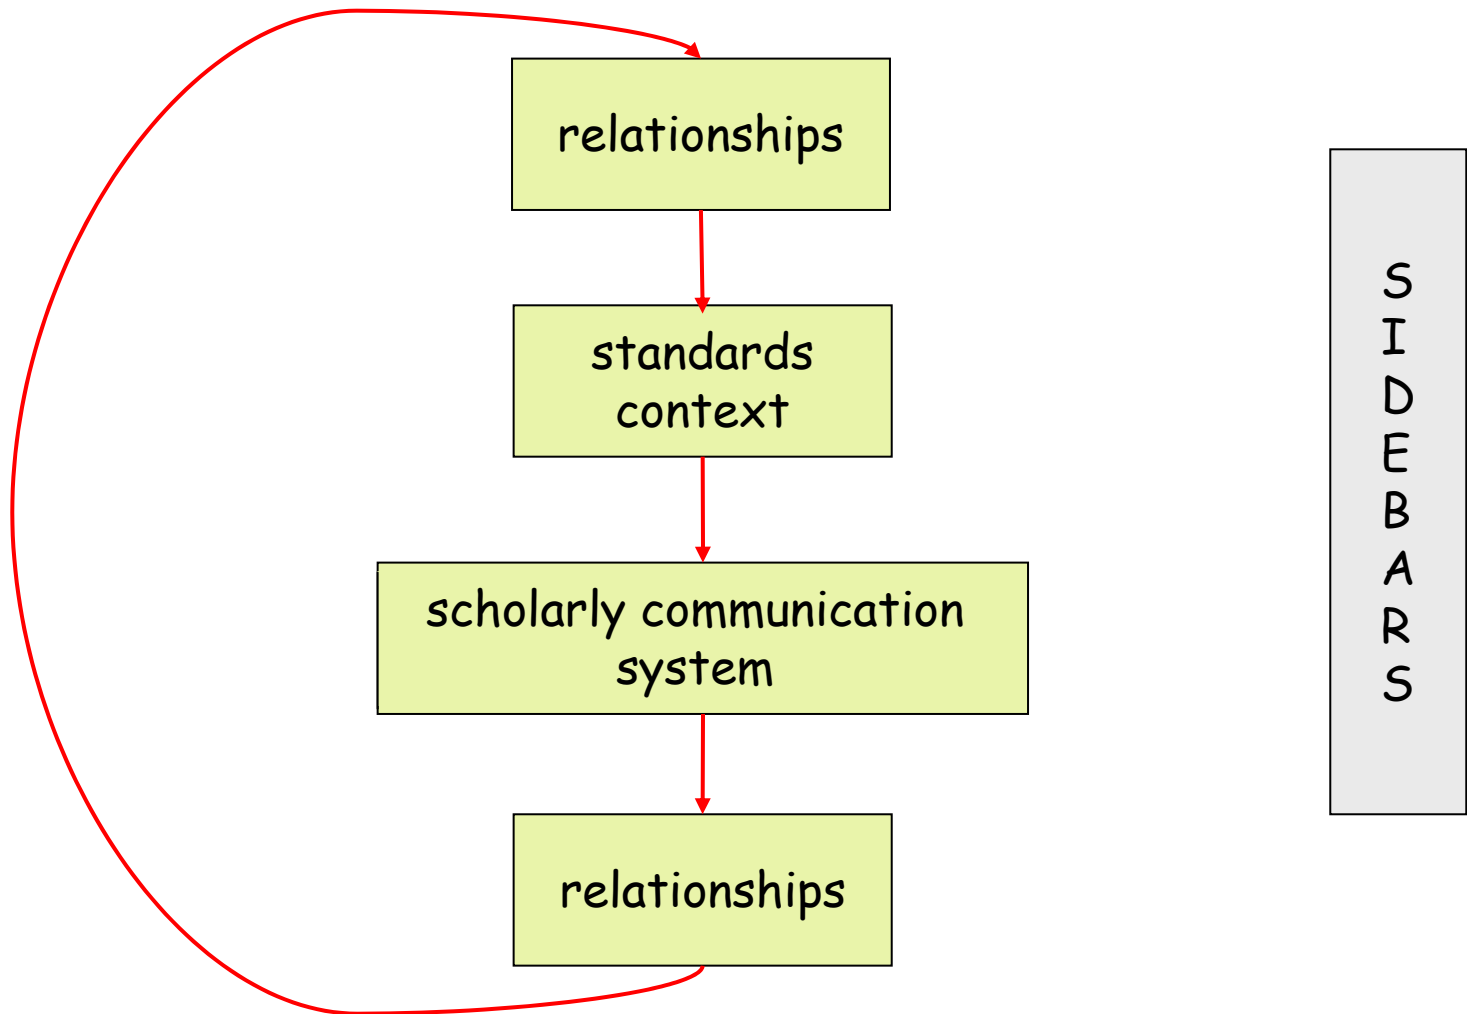 relationships
standards
context
scholarly communication
system
relationships
S
I
D
E
B
A
R
S